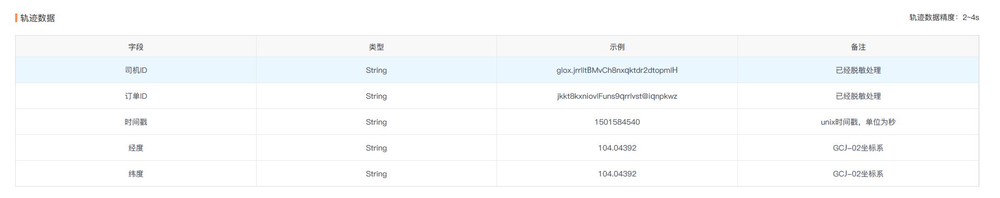 轨迹数据
轨迹数据精度：2~4s
字段 类型 示例 备注
司机ID String glox.jrrlltBMvCh8nxqktdr2dtopmlH 已经脱敏处理
订单ID String jkkt8kxniovlFuns9qrrlvst@iqnpkwz 已经脱敏处理
时间戳 String 1501584540 unix时间戳，单位为秒
经度 String 104.04392 GCJ-02坐标系
纬度 String 104.04392 GCJ-02坐标系